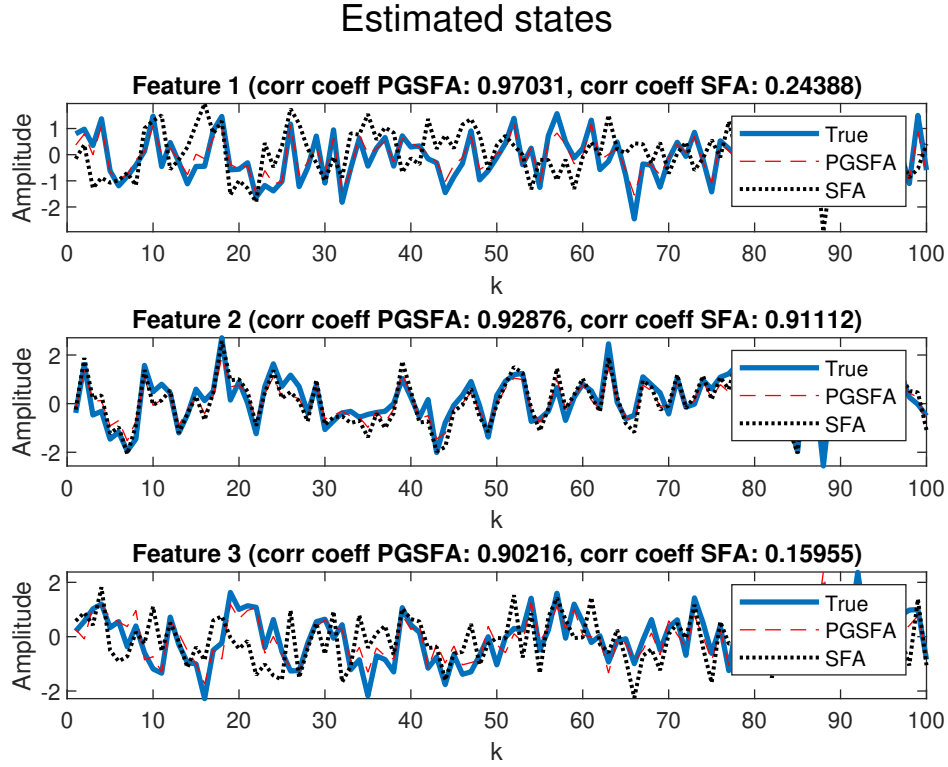 Estimated states
Feature 1 (corr coeff PGSFA: 0.97031, corr coeff SFA: 0.24388)
Amplitude
1
0
-1
-2
True
PGSFA
SFA
0 10 20 30 40 50 60 70 80 90 100
k
Feature 2 (corr coeff PGSFA: 0.92876, corr coeff SFA: 0.91112)
Amplitude
2
0
-2
True
PGSFA
SFA
0 10 20 30 40 50 60 70 80 90 100
k
Feature 3 (corr coeff PGSFA: 0.90216, corr coeff SFA: 0.15955)
Amplitude
2
0
-2
True
PGSFA
SFA
0 10 20 30 40 50 60 70 80 90 100
k